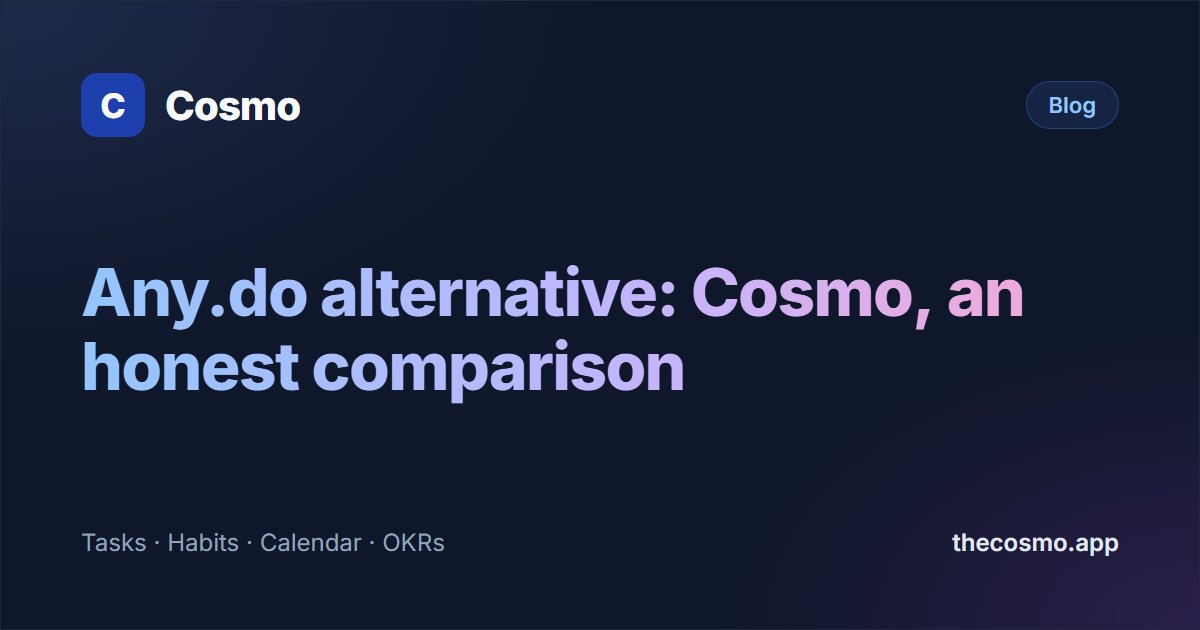 C Cosmo
Blog
Any.do alternative: Cosmo, an
honest comparison
Tasks · Habits · Calendar · OKRs
thecosmo.app